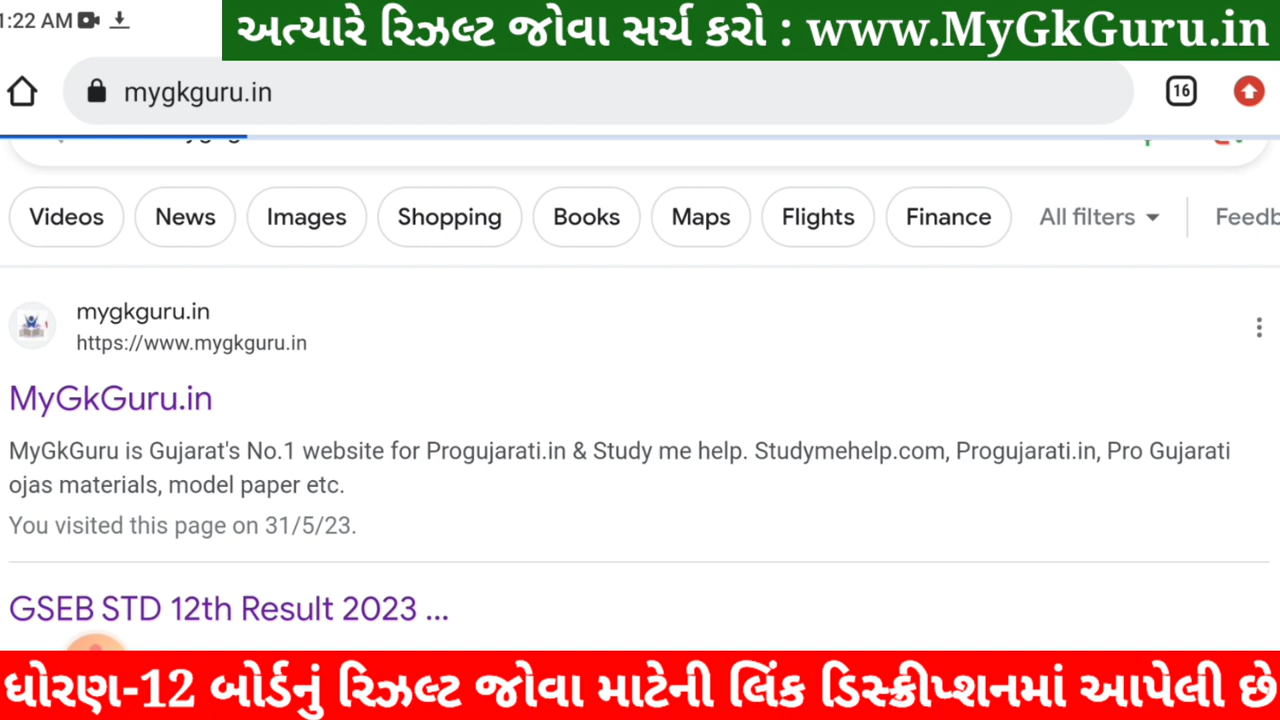 1:22 AM
અત્યારે રિઝલ્ટ જોવા સર્ચ કરો : www.MyGkGuru.in
mygkguru.in
16
Videos News Images Shopping Books Maps Flights Finance All filters Feedb
mygkguru.in
https://www.mygkguru.in
MyGkGuru.in
MyGkGuru is Gujarat's No.1 website for Progujarati.in & Study me help. Studymehelp.com, Progujarati.in, Pro Gujarati
ojas materials, model paper etc.
You visited this page on 31/5/23.
GSEB STD 12th Result 2023 ...
ધોરણ-12 બોર્ડનું રિઝલ્ટ જોવા માટેની લિંક ડિસ્ક્રીપ્શનમાં આપેલી છે